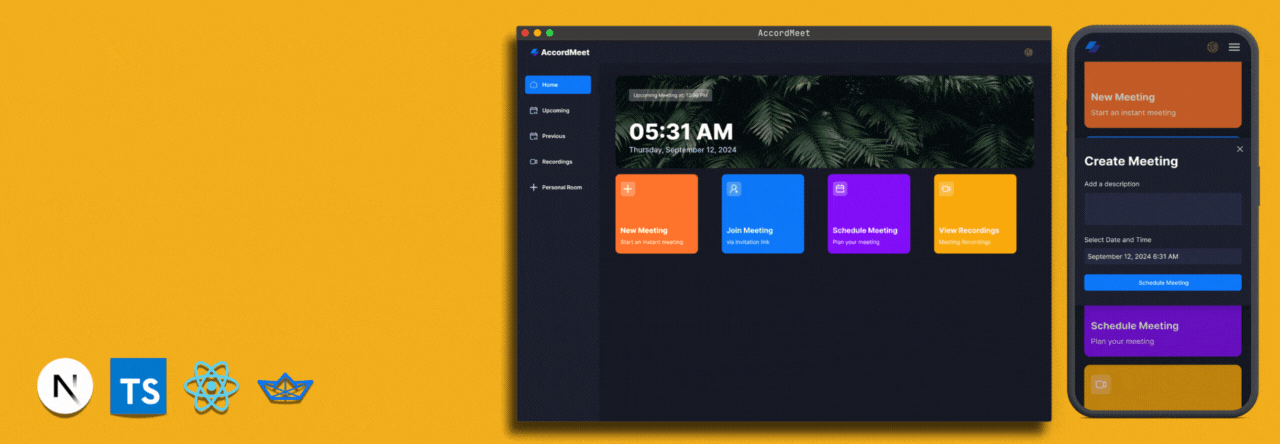 AccordMeet
AccordMeet
Home
Upcoming
Previous
Recordings
Personal Room
Upcoming Meeting at: 12:30 PM
05:31 AM
Thursday, September 12, 2024
New Meeting
Start an instant meeting
Join Meeting
via invitation link
Schedule Meeting
Plan your meeting
View Recordings
Meeting Recordings
New Meeting
Start an instant meeting
Create Meeting
Add a description
Select Date and Time
September 12, 2024 6:31 AM
Schedule Meeting
Schedule Meeting
Plan your meeting
N
TS